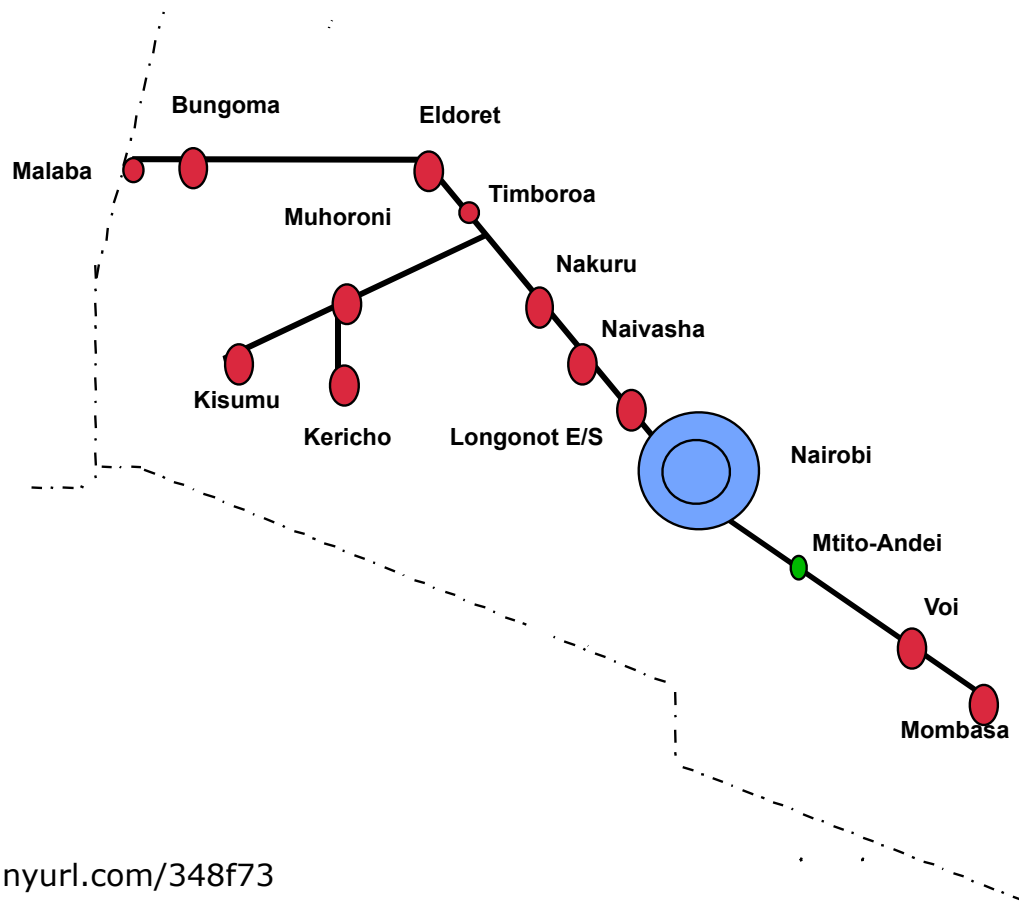 Bungoma
Eldoret
Malaba
Timboroa
Muhoroni
Nakuru
Naivasha
Kisumu
Kericho
Longonot E/S
Nairobi
Mtito-Andei
Voi
Mombasa
nyurl.com/348f73